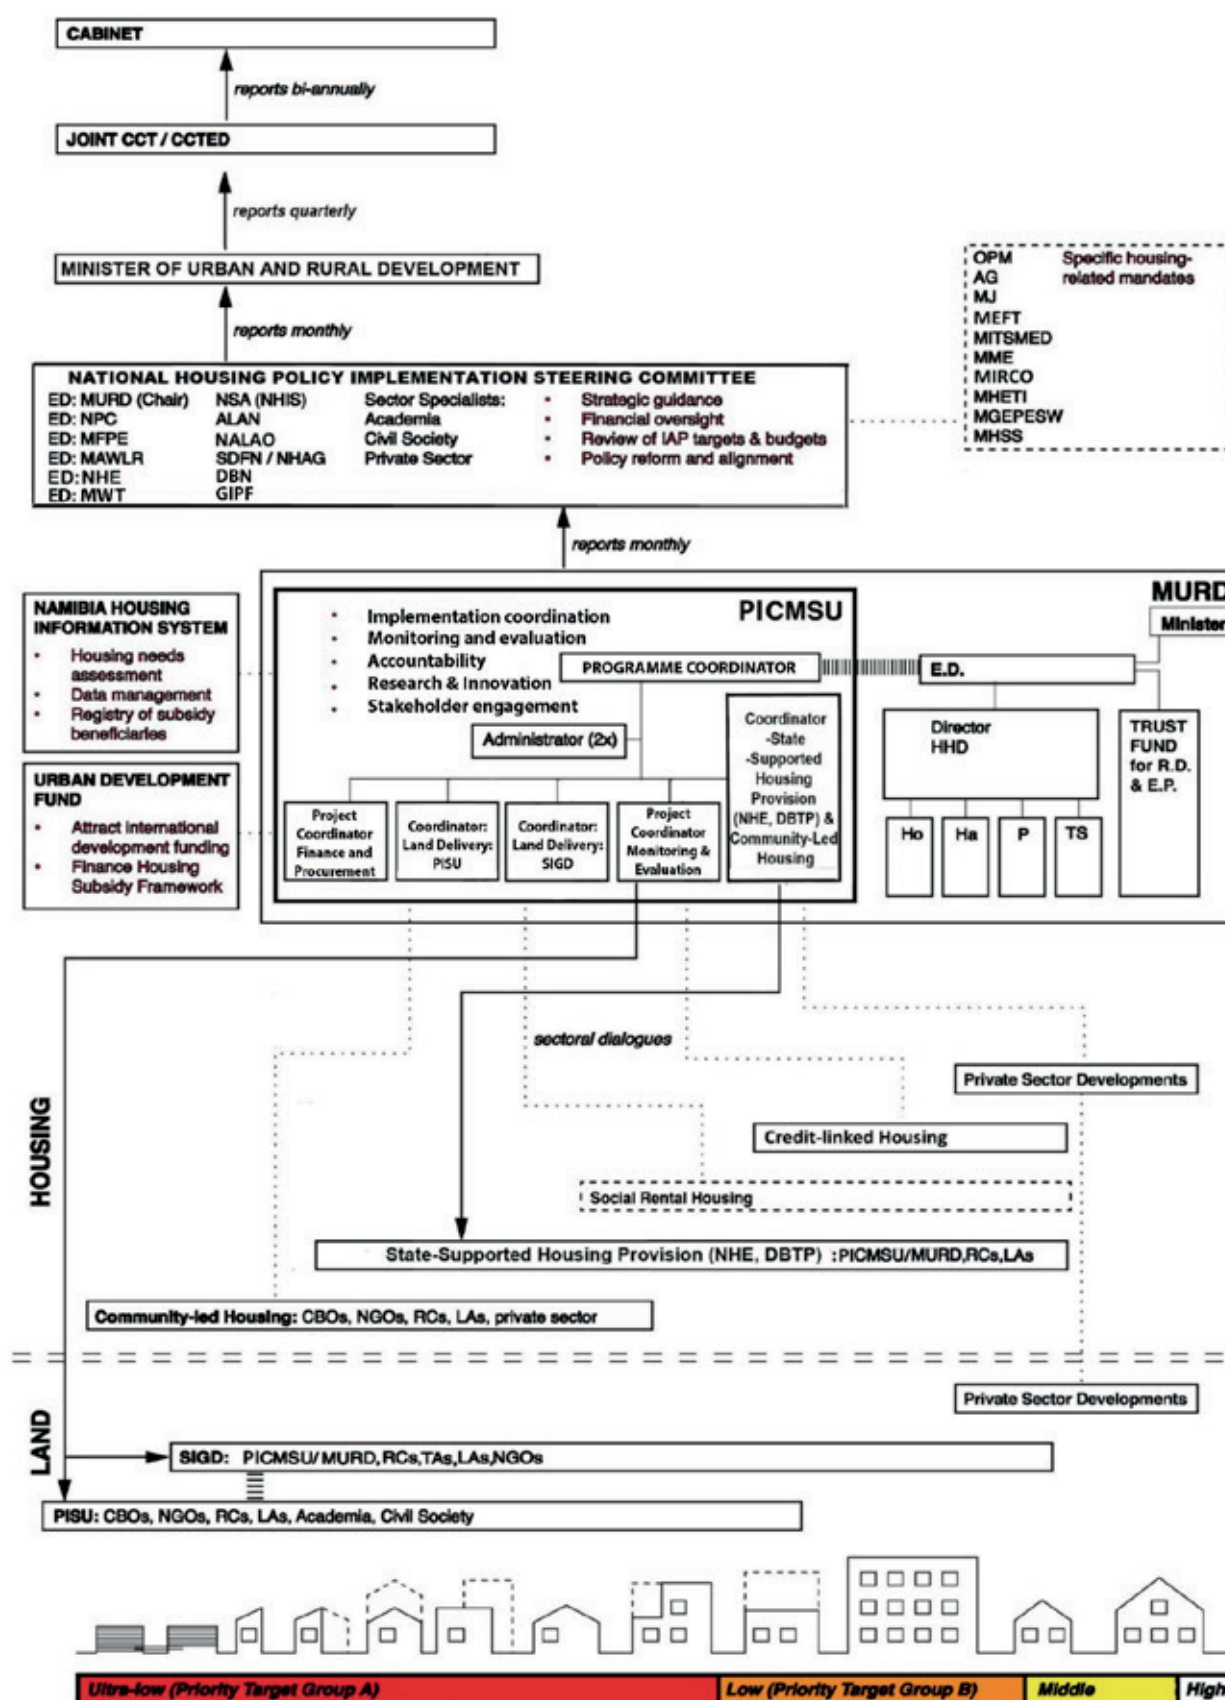 CABINET
reports bi-annually
JOINT CCT / CCTED
reports quarterly
MINISTER OF URBAN AND RURAL DEVELOPMENT
reports monthly
OPM
AG
MJ
MEFT
MITSMED
MME
MIRCO
MHETI
MGEPESW
MHSS
Specific housing-
related mandates
NATIONAL HOUSING POLICY IMPLEMENTATION STEERING COMMITTEE
ED: MURD (Chair)
ED: NPC
ED: MFPE
ED: MAWLR
ED: NHE
ED: MWT
NSA (NHIS)
ALAN
NALAO
SDFN / NHAG
DBN
GIPF
Sector Specialists:
Academia
Civil Society
Private Sector
• Strategic guidance
• Financial oversight
• Review of IAP targets & budgets
• Policy reform and alignment
reports monthly
NAMIBIA HOUSING
INFORMATION SYSTEM
• Housing needs
assessment
• Data management
• Registry of subsidy
beneficiaries
URBAN DEVELOPMENT
FUND
• Attract international
development funding
• Finance Housing
Subsidy Framework
PICMSU
• Implementation coordination
• Monitoring and evaluation
• Accountability
• Research & Innovation
• Stakeholder engagement
PROGRAMME COORDINATOR
Administrator (2x)
Project
Coordinator
Finance and
Procurement
Coordinator:
Land Delivery:
PISU
Coordinator:
Land Delivery:
SIGD
Project
Coordinator
Monitoring &
Evaluation
Coordinator
-State
-Supported
Housing
Provision
(NHE, DBTP) &
Community-Led
Housing
MURD
Minister
E.D.
Director
HHD
TRUST
FUND
for R.D.
& E.P.
Ho
Ha
P
TS
sectoral dialogues
HOUSING
Private Sector Developments
Credit-linked Housing
Social Rental Housing
State-Supported Housing Provision (NHE, DBTP) :PICMSU/MURD,RCs,LAs
Community-led Housing: CBOs, NGOs, RCs, LAs, private sector
LAND
Private Sector Developments
SIGD: PICMSU/MURD,RCs,TAs,LAs,NGOs
PISU: CBOs, NGOs, RCs, LAs, Academia, Civil Society
Ultra-low (Priority Target Group A)
Low (Priority Target Group B)
Middle
High